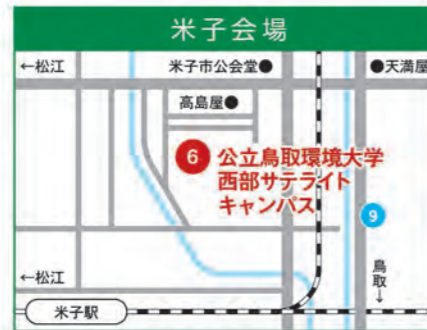 米子会場
←松江
米子市公会堂●
●天満屋
高島屋●
6 公立鳥取環境大学
西部サテライト
キャンパス
9
←松江
鳥取↓
米子駅